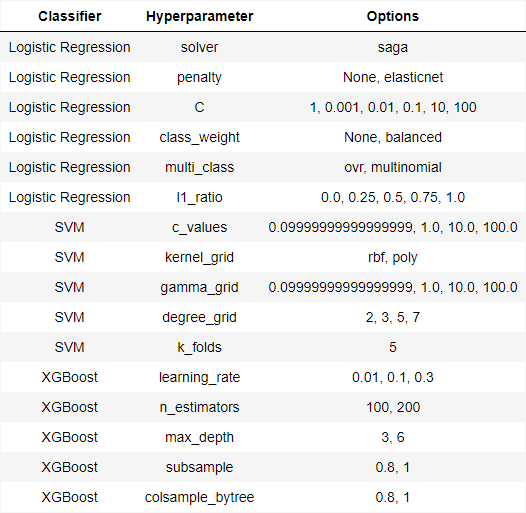 Classifier Hyperparameter Options
Logistic Regression solver saga
Logistic Regression penalty None, elasticnet
Logistic Regression C 1, 0.001, 0.01, 0.1, 10, 100
Logistic Regression class_weight None, balanced
Logistic Regression multi_class ovr, multinomial
Logistic Regression l1_ratio 0.0, 0.25, 0.5, 0.75, 1.0
SVM c_values 0.09999999999999999, 1.0, 10.0, 100.0
SVM kernel_grid rbf, poly
SVM gamma_grid 0.09999999999999999, 1.0, 10.0, 100.0
SVM degree_grid 2, 3, 5, 7
SVM k_folds 5
XGBoost learning_rate 0.01, 0.1, 0.3
XGBoost n_estimators 100, 200
XGBoost max_depth 3, 6
XGBoost subsample 0.8, 1
XGBoost colsample_bytree 0.8, 1